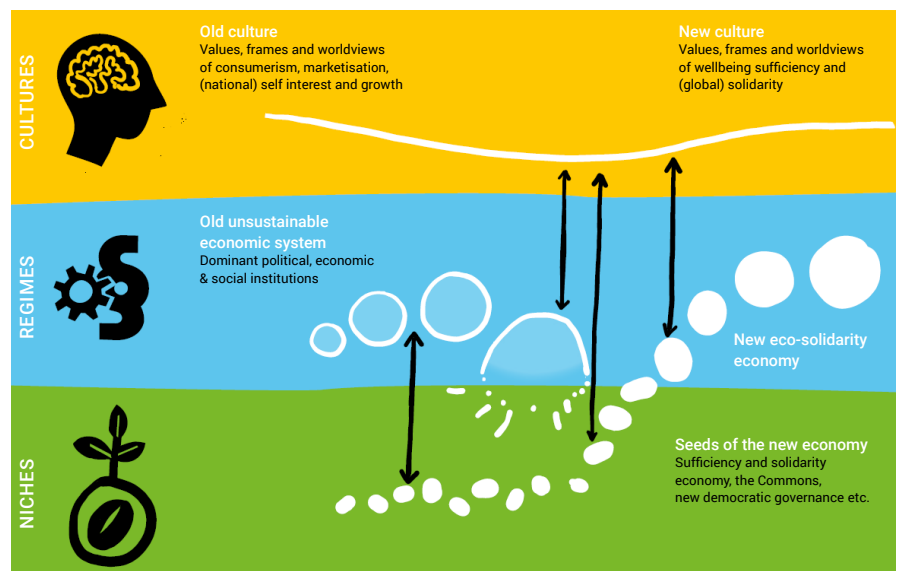 CULTURES
Old culture
Values, frames and worldviews
of consumerism, marketisation,
(national) self interest and growth
New culture
Values, frames and worldviews
of wellbeing sufficiency and
(global) solidarity
REGIMES
Old unsustainable
economic system
Dominant political, economic
& social institutions
New eco-solidarity
economy
NICHES
Seeds of the new economy
Sufficiency and solidarity
economy, the Commons,
new democratic governance etc.